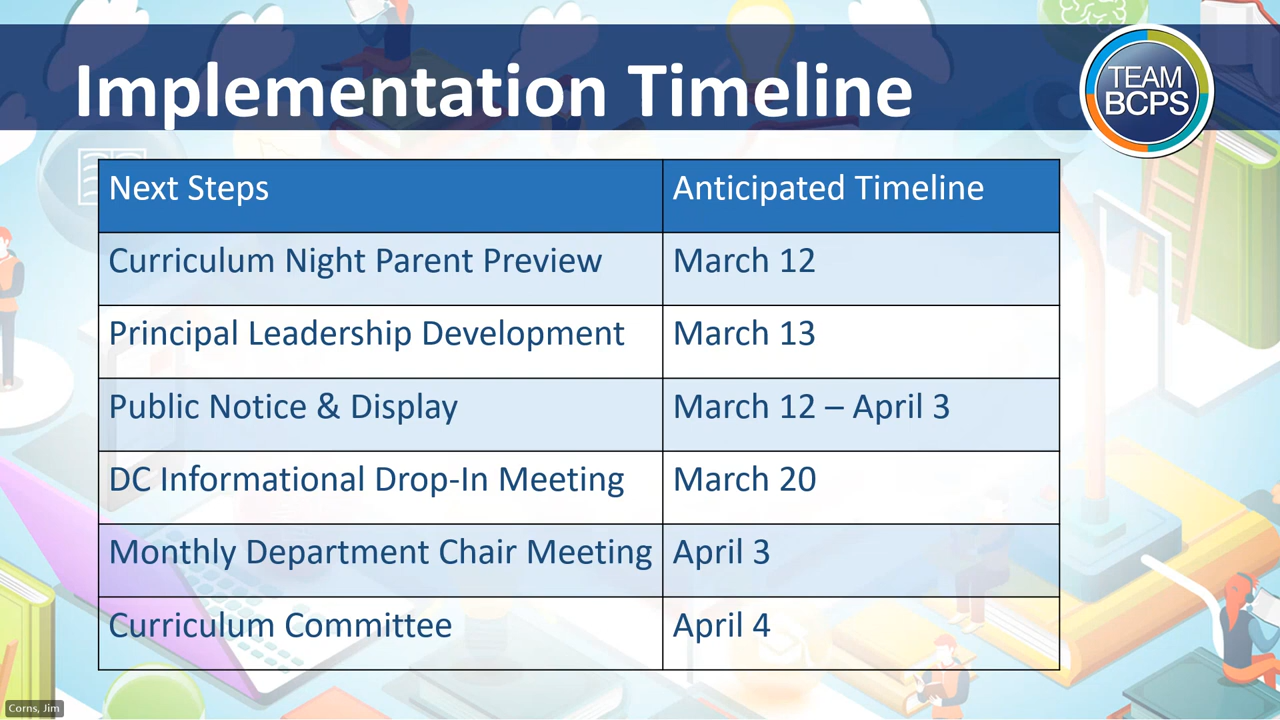 Implementation Timeline
TEAM
BCPS
Next Steps Anticipated Timeline
Curriculum Night Parent Preview March 12
Principal Leadership Development March 13
Public Notice & Display March 12 – April 3
DC Informational Drop-In Meeting March 20
Monthly Department Chair Meeting April 3
Curriculum Committee April 4
Corns, Jim